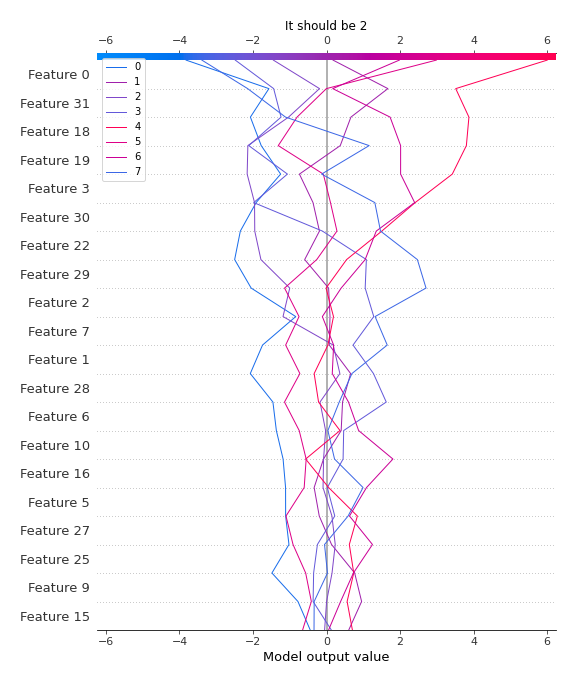 It should be 2
−6 −4 −2 0 2 4 6
0
1
2
3
4
5
6
7
Feature 0
Feature 31
Feature 18
Feature 19
Feature 3
Feature 30
Feature 22
Feature 29
Feature 2
Feature 7
Feature 1
Feature 28
Feature 6
Feature 10
Feature 16
Feature 5
Feature 27
Feature 25
Feature 9
Feature 15
−6 −4 −2 0 2 4 6
Model output value